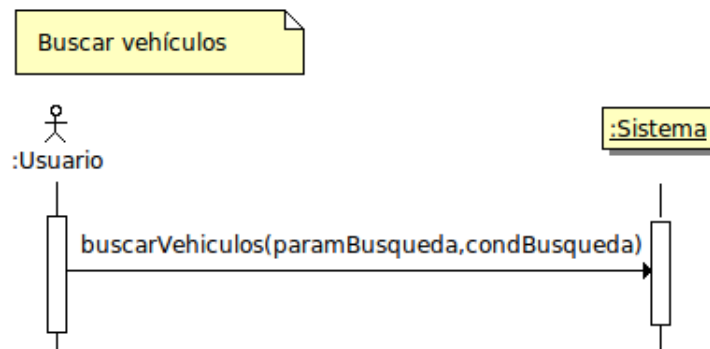 Buscar vehículos
:Usuario
:Sistema
buscarVehiculos(paramBusqueda,condBusqueda)